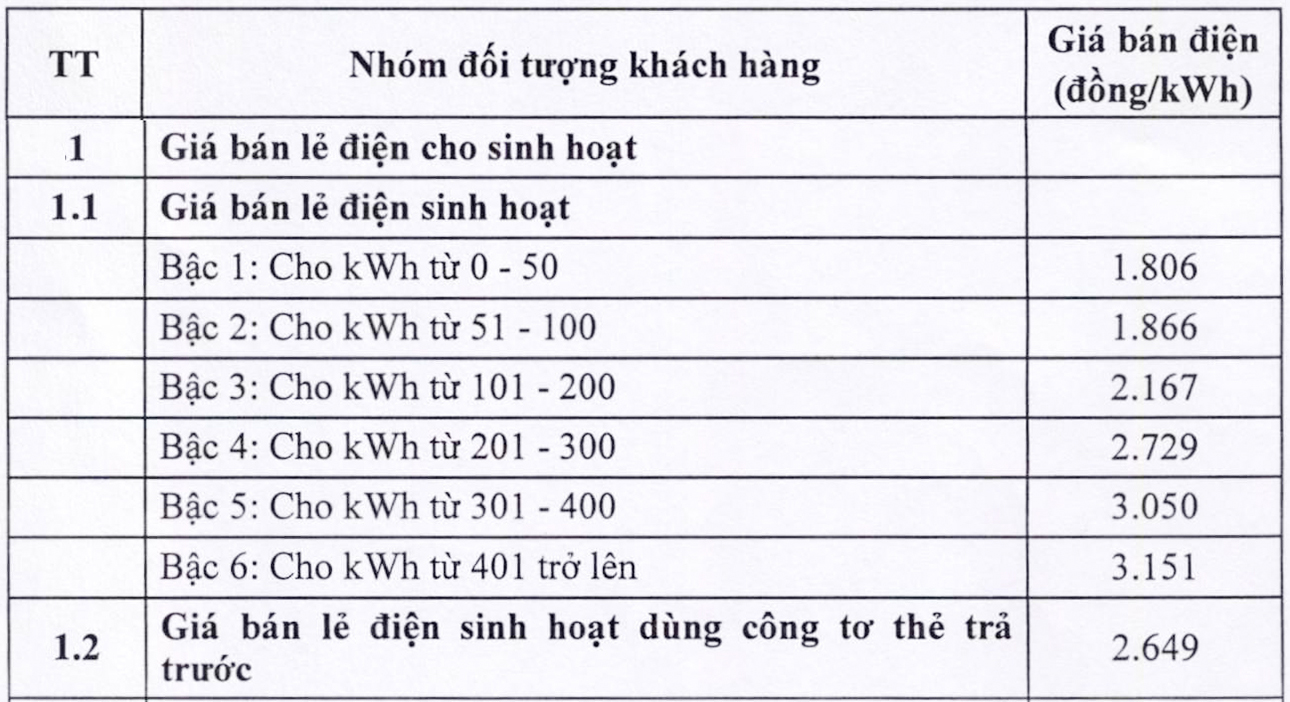 TT
Nhóm đối tượng khách hàng
Giá bán điện
(đồng/kWh)
1
Giá bán lẻ điện cho sinh hoạt
1.1
Giá bán lẻ điện sinh hoạt
Bậc 1: Cho kWh từ 0 - 50
1.806
Bậc 2: Cho kWh từ 51 - 100
1.866
Bậc 3: Cho kWh từ 101 - 200
2.167
Bậc 4: Cho kWh từ 201 - 300
2.729
Bậc 5: Cho kWh từ 301 - 400
3.050
Bậc 6: Cho kWh từ 401 trở lên
3.151
1.2
Giá bán lẻ điện sinh hoạt dùng công tơ thẻ trả
trước
2.649